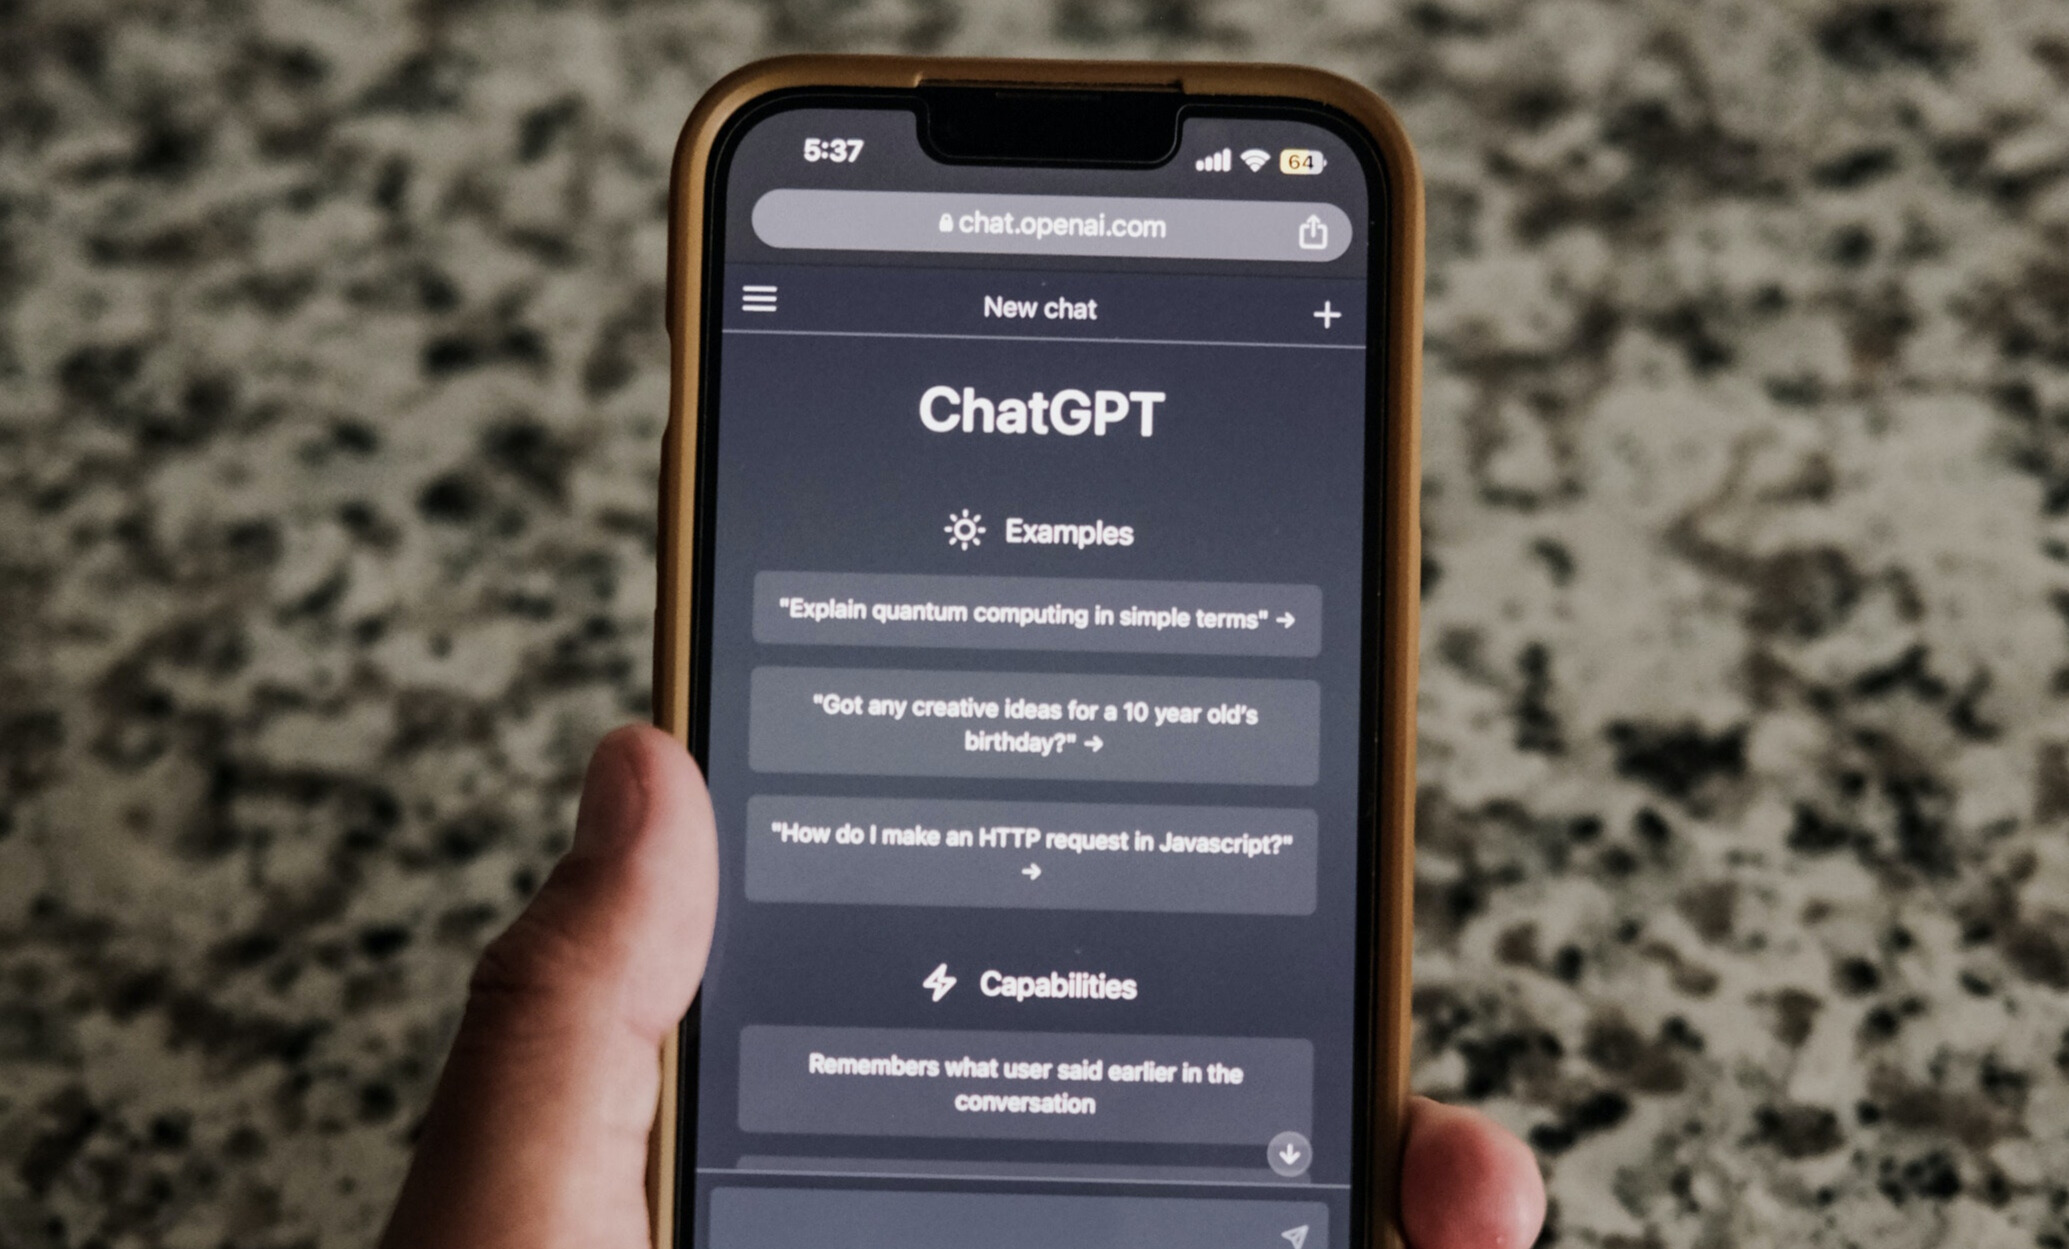 5:37
64
chat.openai.com
New chat
ChatGPT
Examples
"Explain quantum computing in simple terms" →
"Got any creative ideas for a 10 year old's
birthday?" →
"How do I make an HTTP request in Javascript?"
→
Capabilities
Remembers what user said earlier in the
conversation